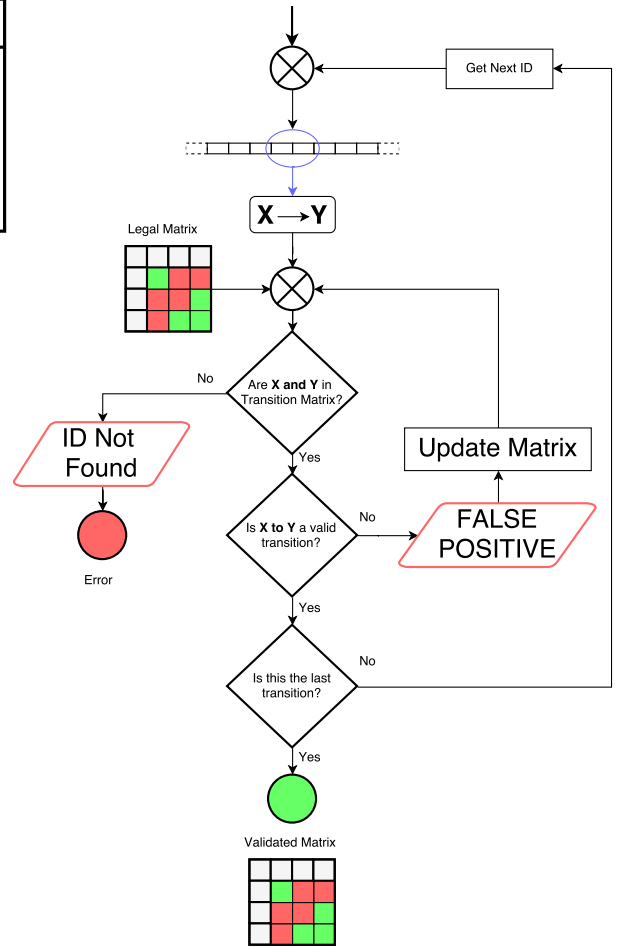 Get Next ID
X → Y
Legal Matrix
Are X and Y in
Transition Matrix?
No
ID Not
Found
Error
Yes
Update Matrix
Is X to Y a valid
transition?
No
FALSE
POSITIVE
Yes
Is this the last
transition?
No
Yes
Validated Matrix